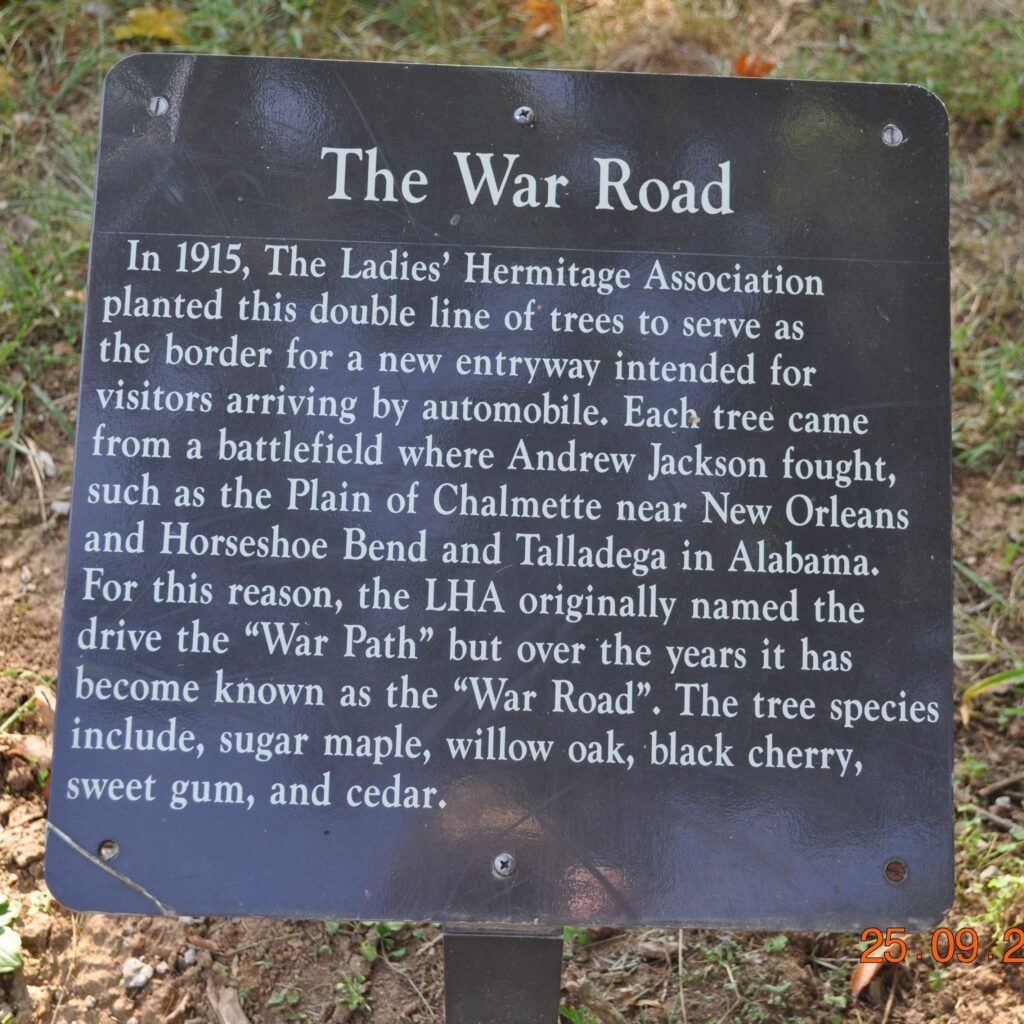 The War Road
In 1915, The Ladies' Hermitage Association
planted this double line of trees to serve as
the border for a new entryway intended for
visitors arriving by automobile. Each tree came
from a battlefield where Andrew Jackson fought,
such as the Plain of Chalmette near New Orleans
and Horseshoe Bend and Talladega in Alabama.
For this reason, the LHA originally named the
drive the “War Path” but over the years it has
become known as the “War Road”. The tree species
include, sugar maple, willow oak, black cherry,
sweet gum, and cedar.
25.09.2